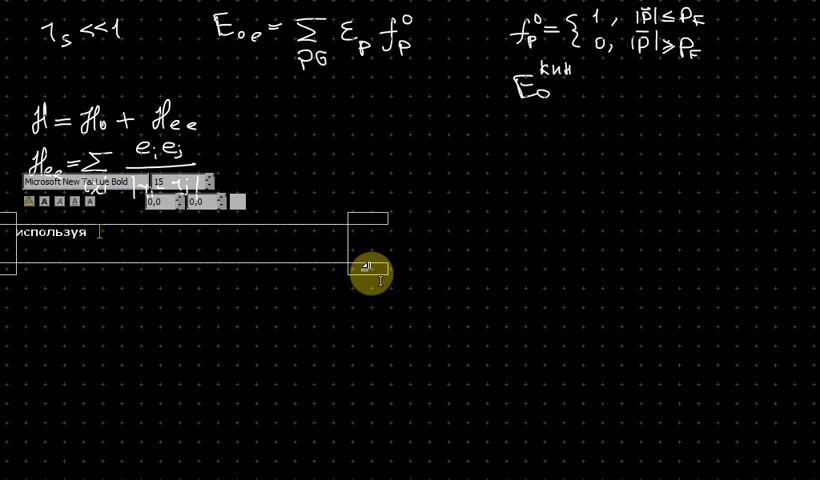 r_s << 1
E_{0e} = Σ_{pσ} ε_p f_p^0
f_p^0 = { 1, |p̄| ≤ p_F
0, |p̄| ≥ p_F
E_0^{кин}
H = H_0 + H_{ee}
H_{ee} = Σ e_i e_j
Microsoft New Tai Lue Bold 15
A A A A 0,0 0,0
используя